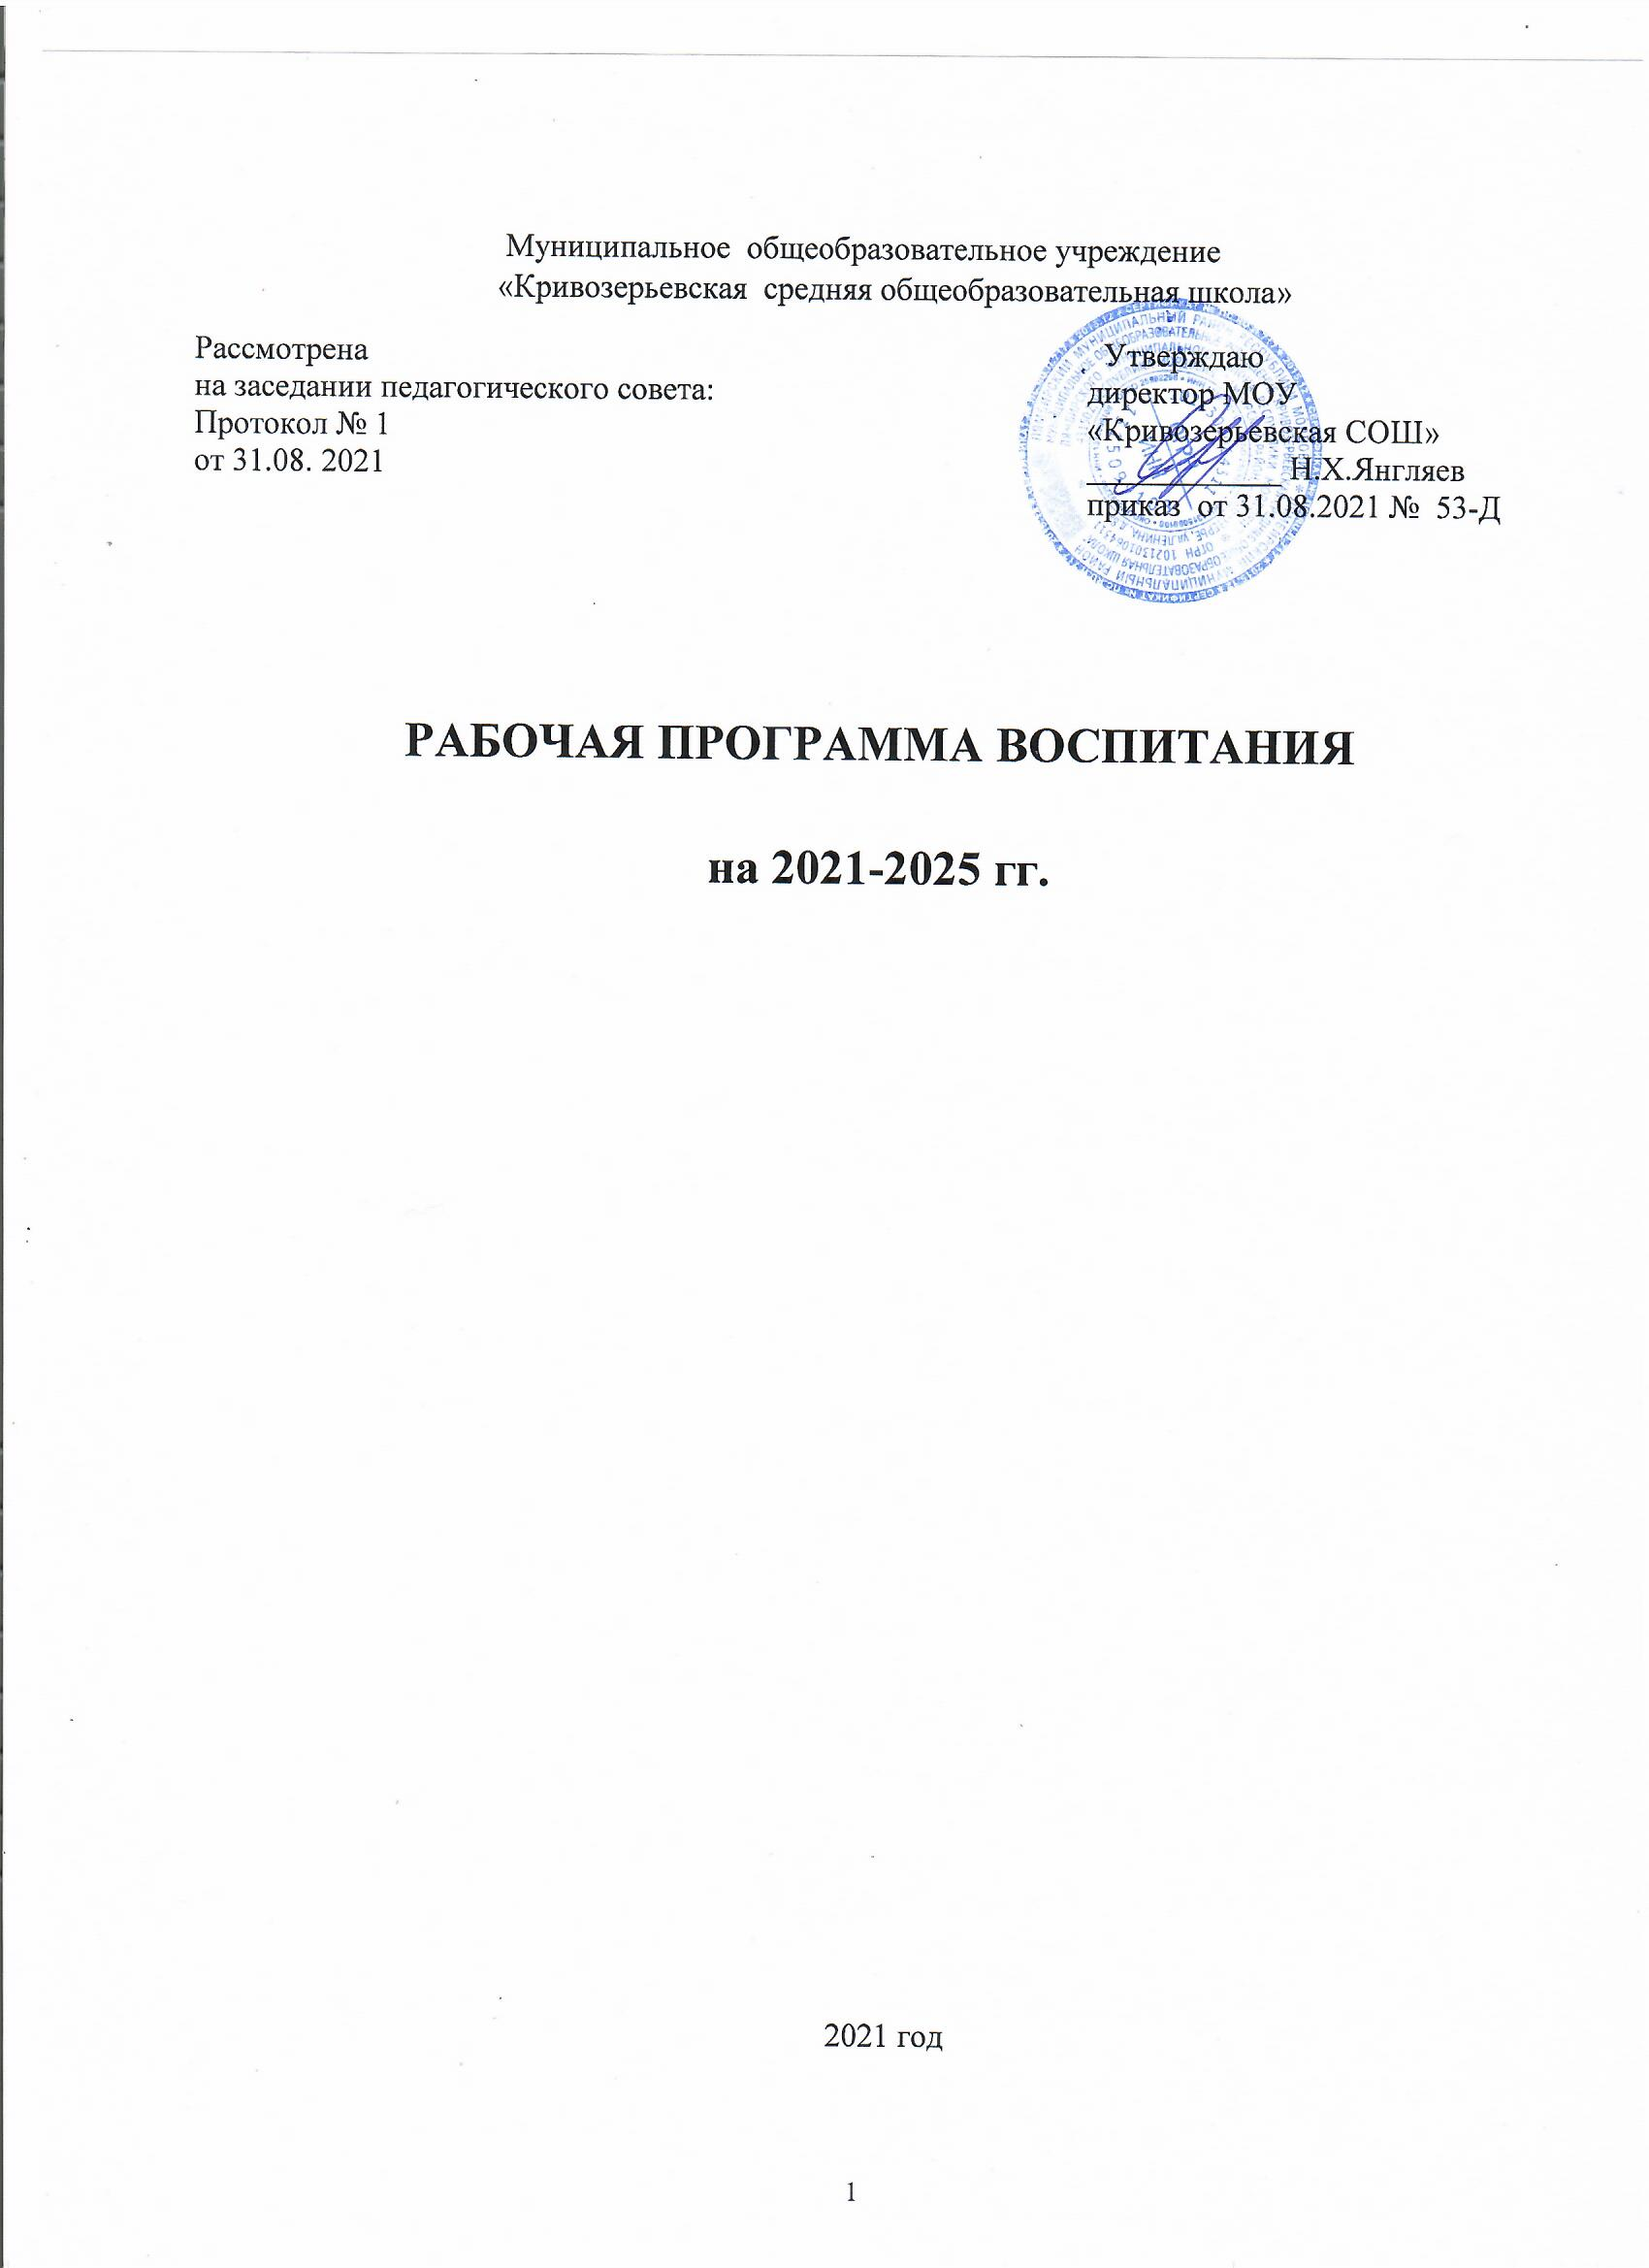 Муниципальное общеобразовательное учреждение
«Кривозерьевская средняя общеобразовательная школа»
Рассмотрена
на заседании педагогического совета:
Протокол № 1
от 31.08. 2021
Утверждаю
директор МОУ
«Кривозерьевская СОШ»
Н.Х.Янгляев
приказ от 31.08.2021 № 53-Д
РАБОЧАЯ ПРОГРАММА ВОСПИТАНИЯ
на 2021-2025 гг.
2021 год
1